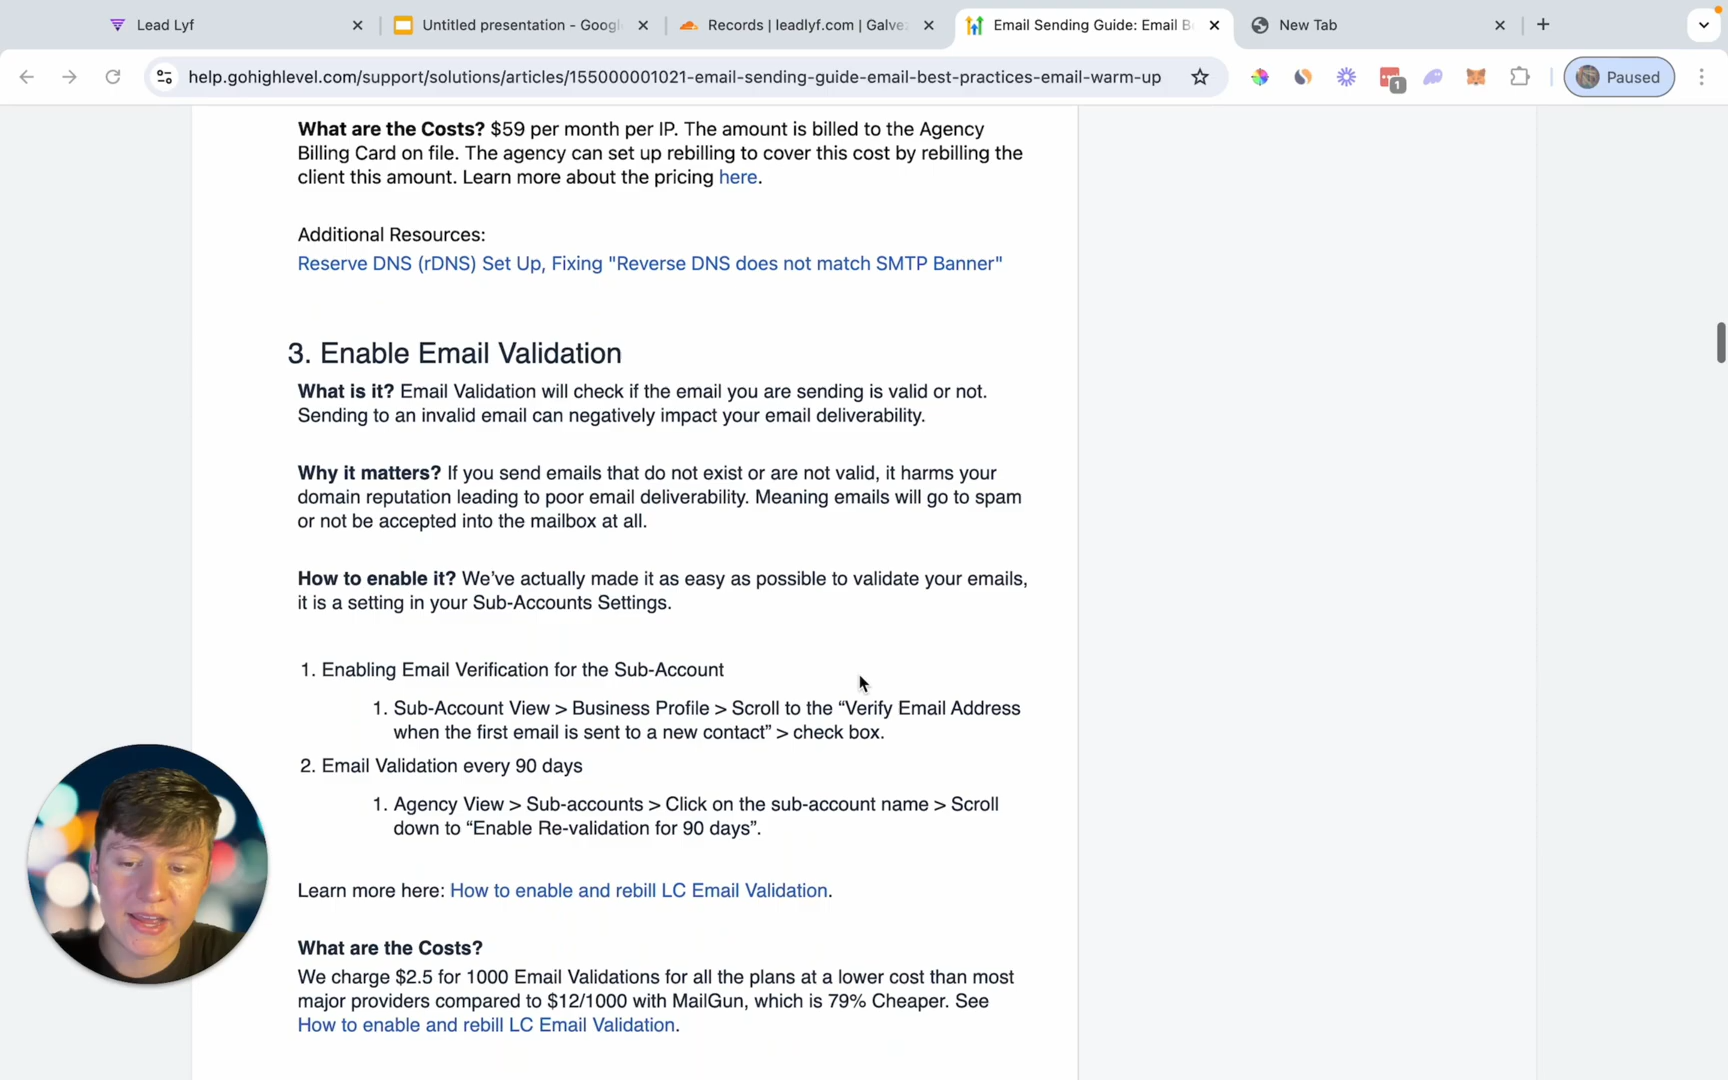 Lead Lyf
Untitled presentation - Googl
Records | leadlyf.com | Galve
Email Sending Guide: Email B
New Tab
help.gohighlevel.com/support/solutions/articles/155000001021-email-sending-guide-email-best-practices-email-warm-up
1
Paused
What are the Costs? $59 per month per IP. The amount is billed to the Agency
Billing Card on file. The agency can set up rebilling to cover this cost by rebilling the
client this amount. Learn more about the pricing here.
Additional Resources:
Reserve DNS (rDNS) Set Up, Fixing "Reverse DNS does not match SMTP Banner"
3. Enable Email Validation
What is it? Email Validation will check if the email you are sending is valid or not.
Sending to an invalid email can negatively impact your email deliverability.
Why it matters? If you send emails that do not exist or are not valid, it harms your
domain reputation leading to poor email deliverability. Meaning emails will go to spam
or not be accepted into the mailbox at all.
How to enable it? We’ve actually made it as easy as possible to validate your emails,
it is a setting in your Sub-Accounts Settings.
1. Enabling Email Verification for the Sub-Account
1. Sub-Account View > Business Profile > Scroll to the “Verify Email Address
when the first email is sent to a new contact” > check box.
2. Email Validation every 90 days
1. Agency View > Sub-accounts > Click on the sub-account name > Scroll
down to “Enable Re-validation for 90 days”.
Learn more here: How to enable and rebill LC Email Validation.
What are the Costs?
We charge $2.5 for 1000 Email Validations for all the plans at a lower cost than most
major providers compared to $12/1000 with MailGun, which is 79% Cheaper. See
How to enable and rebill LC Email Validation.